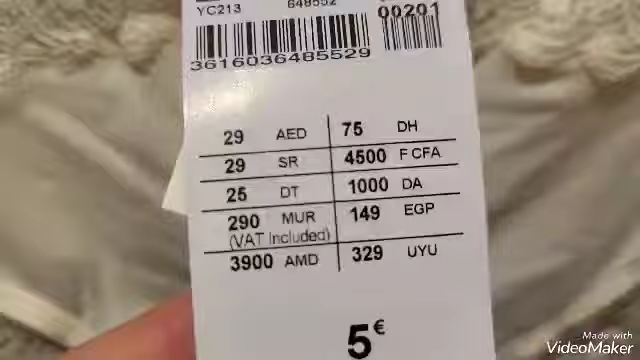 YC213 649552
00201
3616036485529
29 AED 75 DH
29 SR 4500 F CFA
25 DT 1000 DA
290 MUR 149 EGP
(VAT Included)
3900 AMD 329 UYU
5€
Made with
VideoMaker